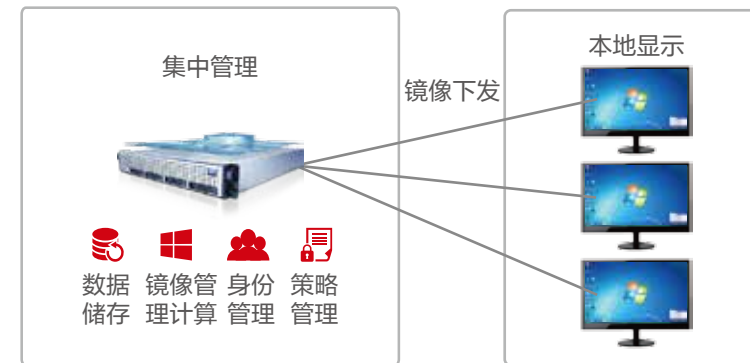 集中管理
镜像下发
本地显示
数据 镜像管 身份 策略
储存 理计算 管理 管理